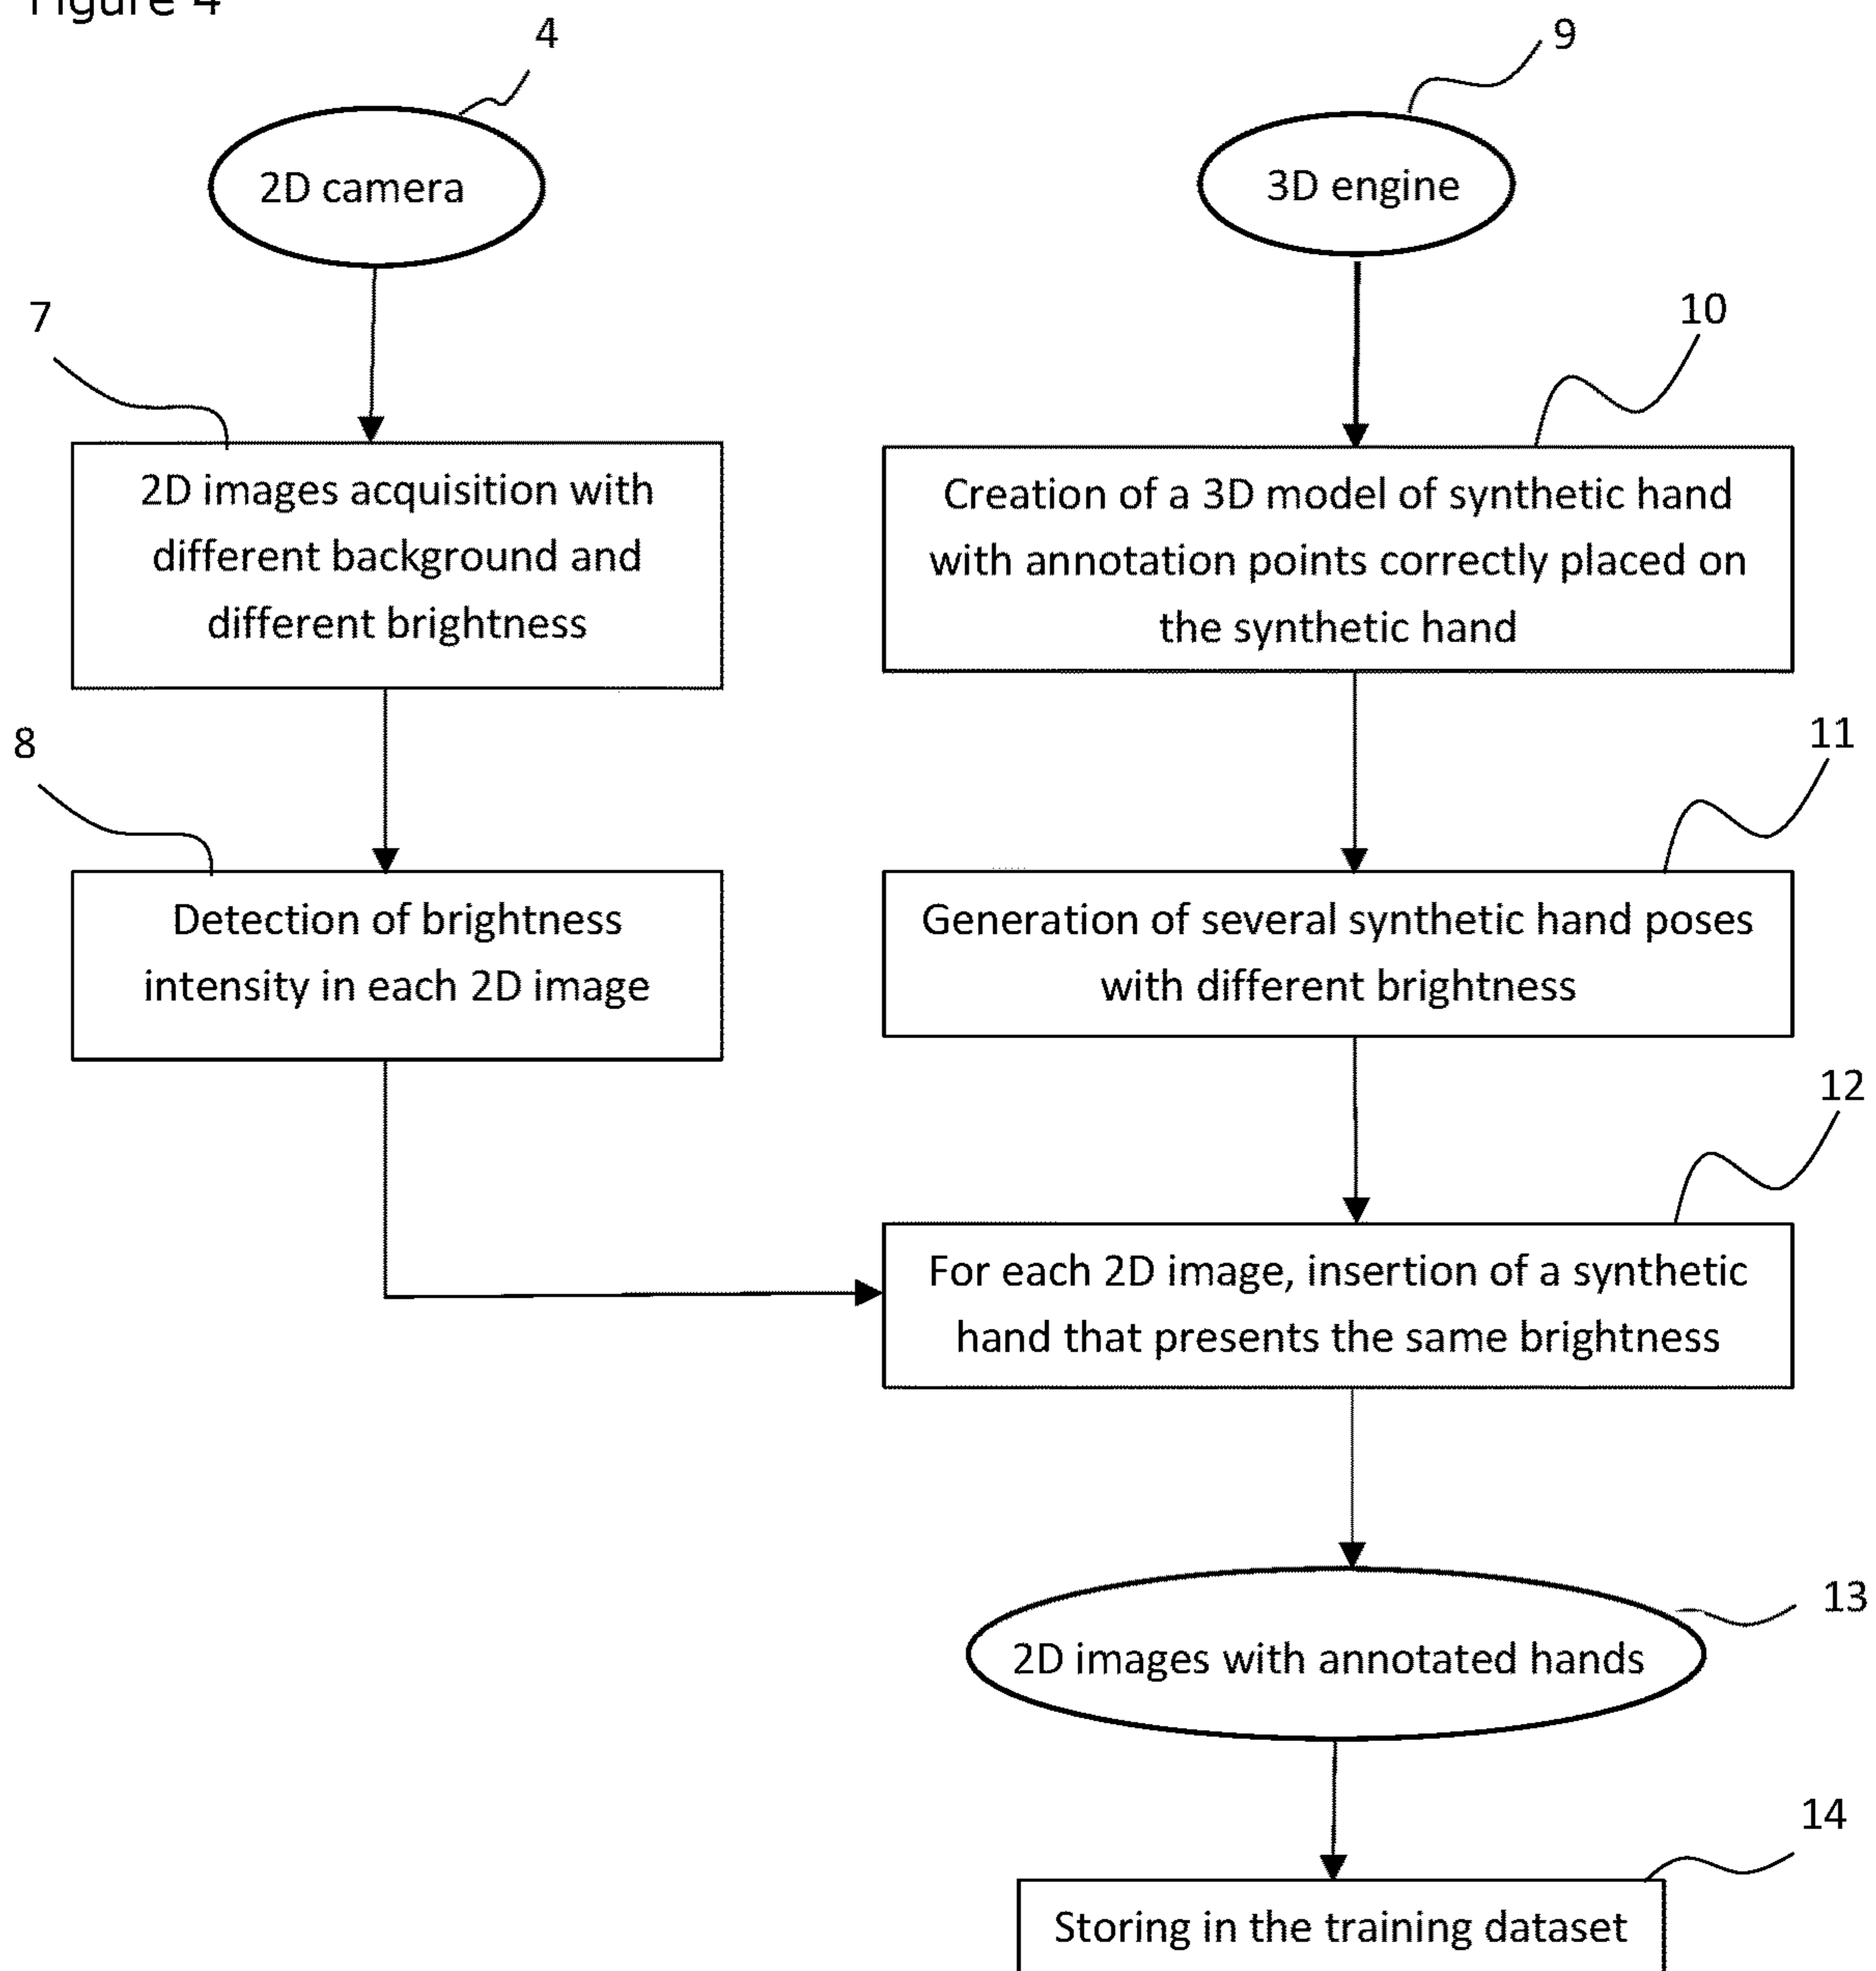 Figure 4
4
9
2D camera
3D engine
7
10
2D images acquisition with
different background and
different brightness
Creation of a 3D model of synthetic hand
with annotation points correctly placed on
the synthetic hand
8
11
Detection of brightness
intensity in each 2D image
Generation of several synthetic hand poses
with different brightness
12
For each 2D image, insertion of a synthetic
hand that presents the same brightness
13
2D images with annotated hands
14
Storing in the training dataset